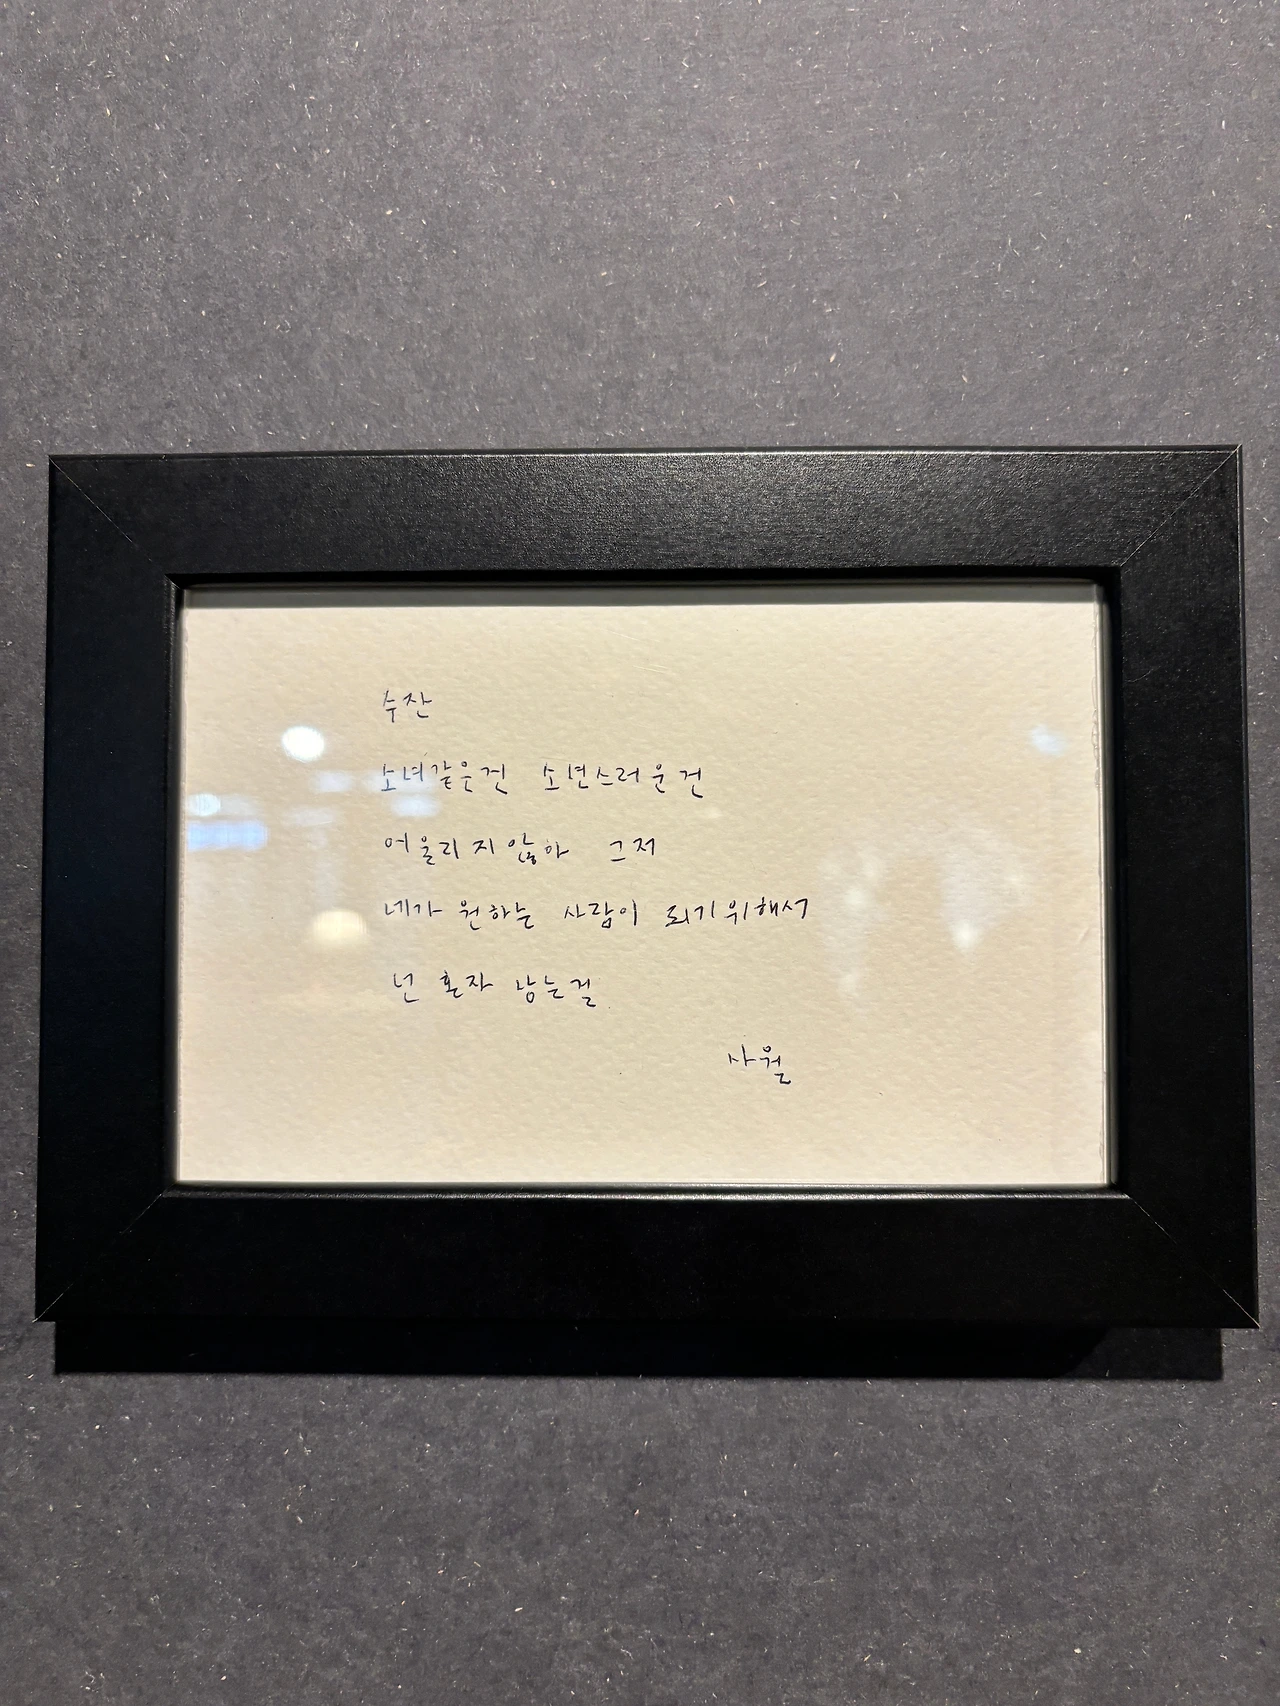 수잔
소녀같은건 소년스러운건
어울리지않아 그저
네가 원하는 사람이 되기위해서
넌 혼자 남는걸
사월